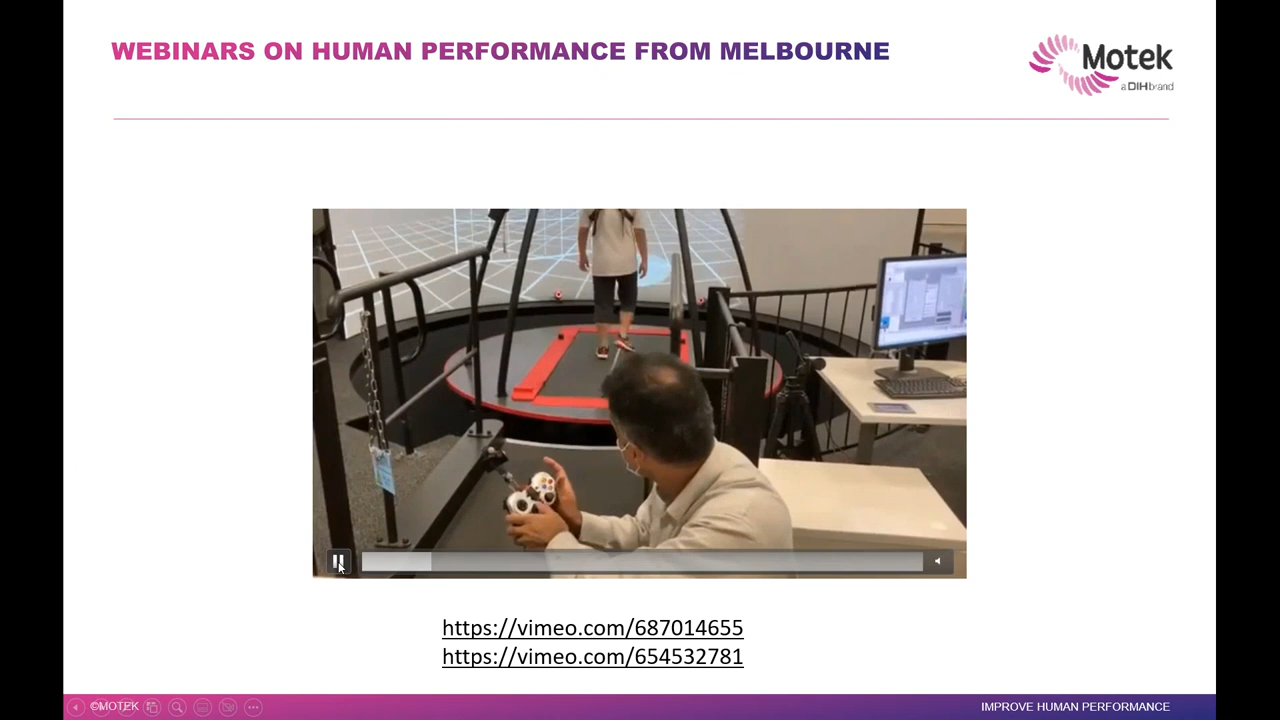 WEBINARS ON HUMAN PERFORMANCE FROM MELBOURNE
Motek
a DIH brand
https://vimeo.com/687014655
https://vimeo.com/654532781
©MOTEK
IMPROVE HUMAN PERFORMANCE